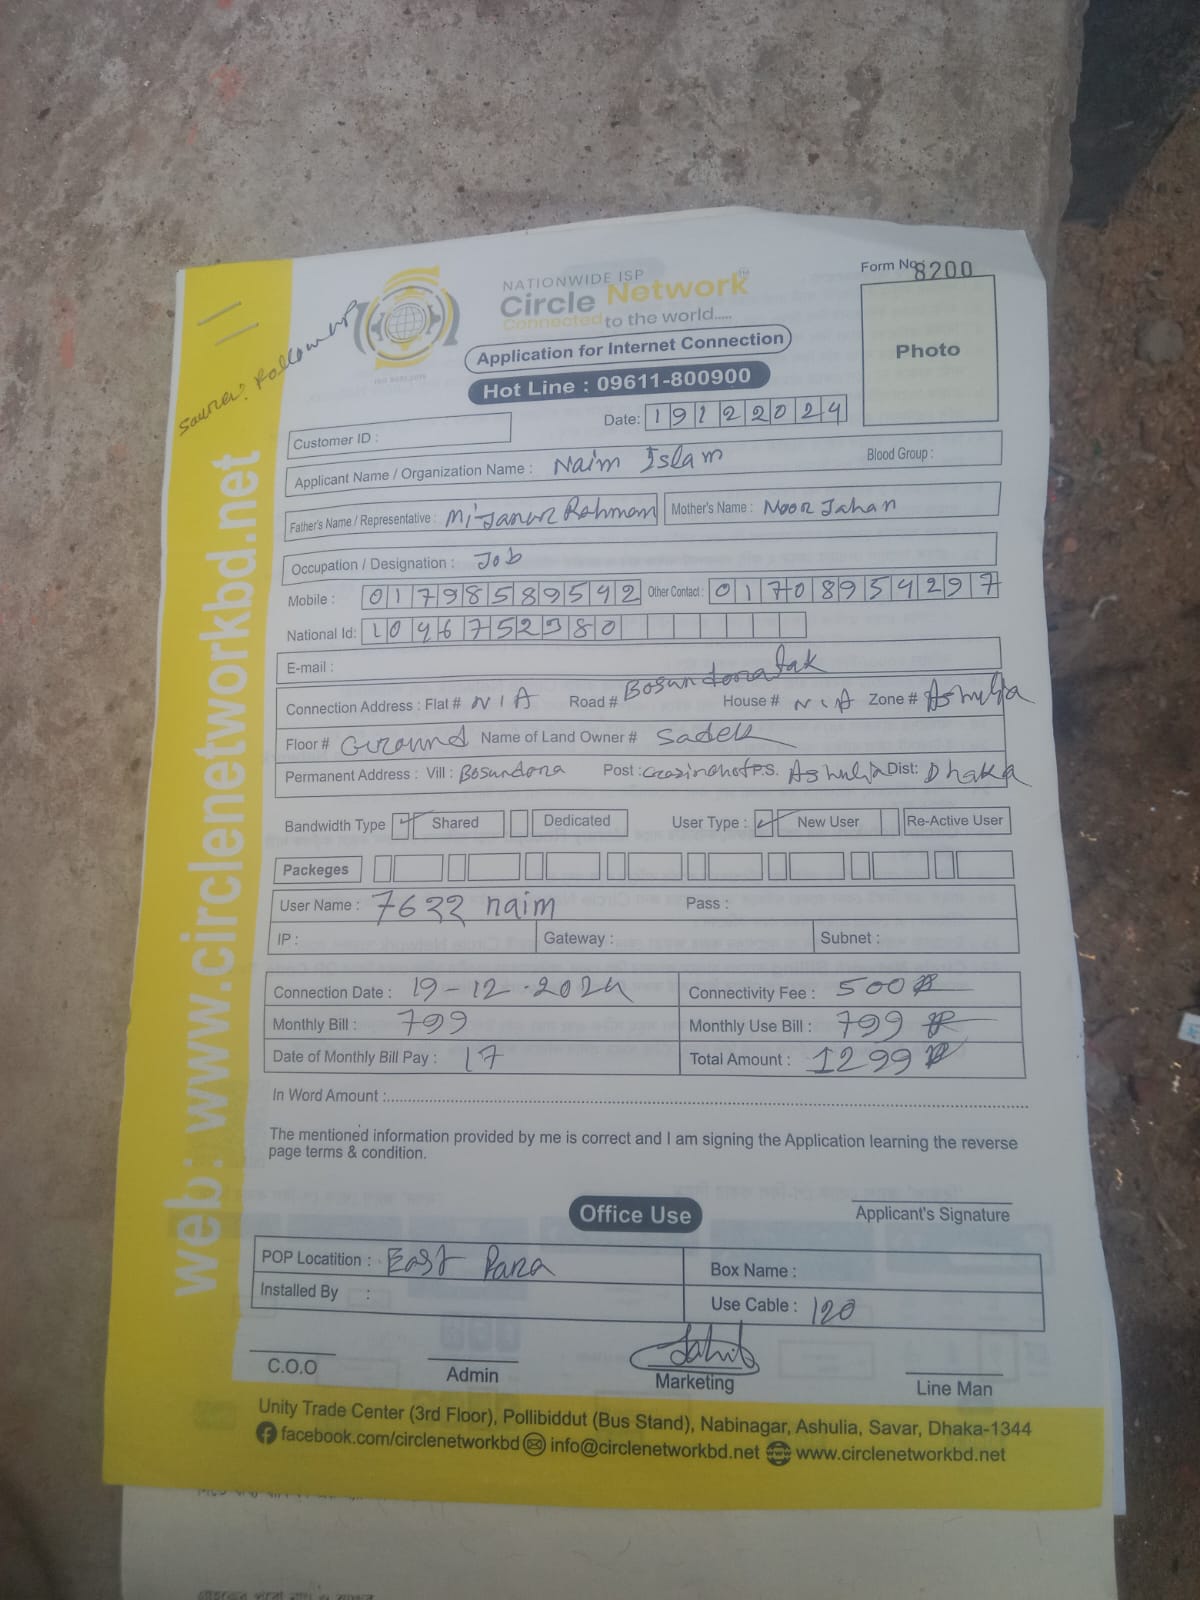 Form No. 8200
NATIONWIDE ISP
Circle Network™
Connected to the world.....
Application for Internet Connection
Hot Line : 09611-800900
Photo
ISO 9001:2015
Date: 19122024
Customer ID :
Applicant Name / Organization Name : Naim Islam Blood Group :
Father's Name / Representative : Mi-Janur Rahman Mother's Name : Noor Jahan
Occupation / Designation : Job
Mobile : 01798589592 Other Contact : 01708954297
National Id:
E-mail :
Connection Address : Flat # N/A Road # Bosundonatak House # N/A Zone # Ashulia
Floor # Ground Name of Land Owner # Sadek
Permanent Address : Vill : Bosundona Post : P.S. Ashulia Dist: Dhaka
Bandwidth Type Shared Dedicated User Type : New User Re-Active User
Packeges
User Name : 7632 naim Pass :
IP : Gateway : Subnet :
Connection Date : 19-12-2024 Connectivity Fee : 500
Monthly Bill : 799 Monthly Use Bill : 799
Date of Monthly Bill Pay : 17 Total Amount : 1299
In Word Amount :
The mentioned information provided by me is correct and I am signing the Application learning the reverse
page terms & condition.
Applicant's Signature
Office Use
POP Locatition : East Para Box Name :
Installed By : Use Cable : 120
C.O.O Admin Marketing Line Man
Unity Trade Center (3rd Floor), Pollibiddut (Bus Stand), Nabinagar, Ashulia, Savar, Dhaka-1344
facebook.com/circlenetworkbd info@circlenetworkbd.net www.circlenetworkbd.net
web: www.circlenetworkbd.net